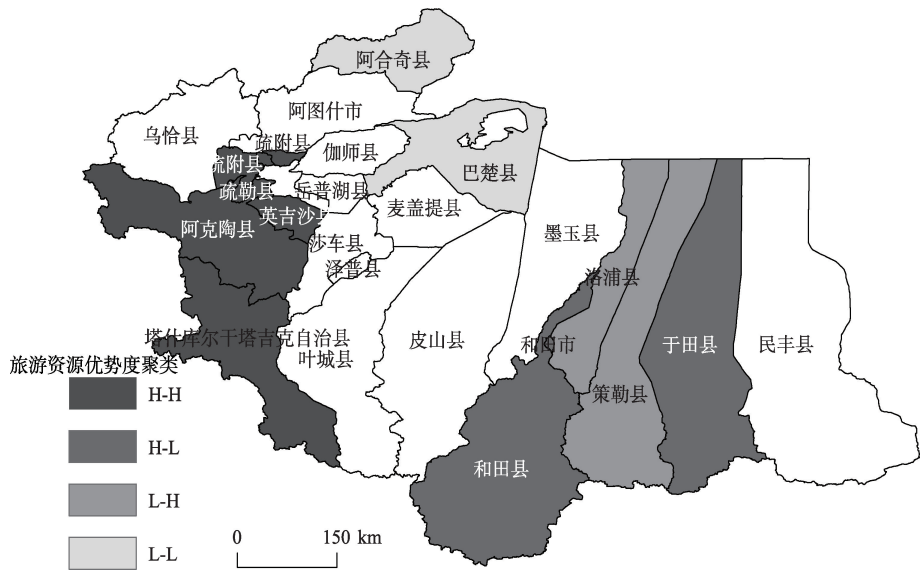 阿合奇县
阿图什市
乌恰县
疏附县
伽师县
疏附县
巴楚县
疏勒县
岳普湖县
麦盖提县
英吉沙县
阿克陶县
莎车县
墨玉县
泽普县
洛浦县
塔什库尔干塔吉克自治县
皮山县
和田市
于田县
民丰县
叶城县
策勒县
和田县
旅游资源优势度聚类
H-H
H-L
L-H
L-L
0 150 km